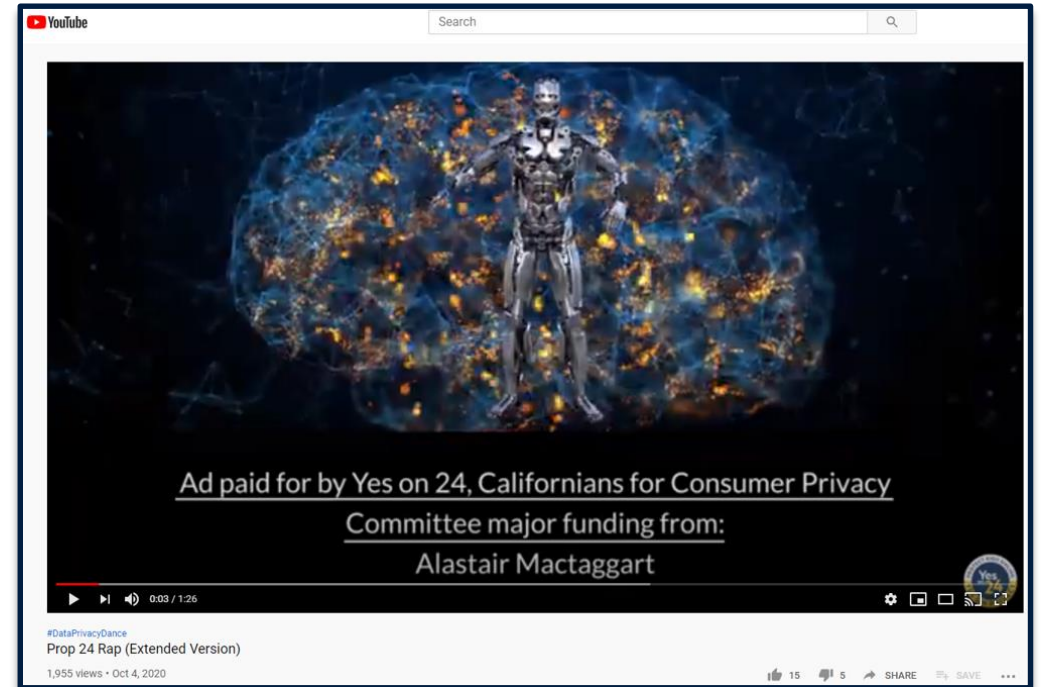 YouTube
Search
Ad paid for by Yes on 24, Californians for Consumer Privacy
Committee major funding from:
Alastair Mactaggart
Yes
24
0:03 / 1:26
#DataPrivacyDance
Prop 24 Rap (Extended Version)
1,955 views • Oct 4, 2020
15
5
SHARE
SAVE